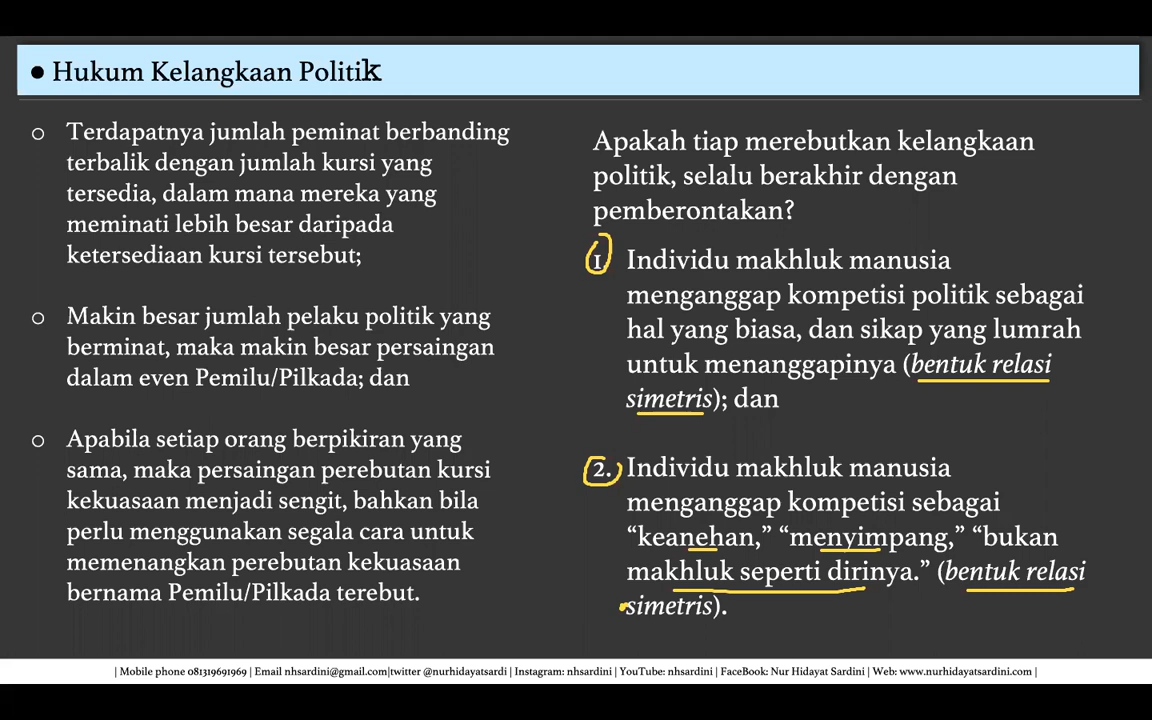 ● Hukum Kelangkaan Politik
o Terdapatnya jumlah peminat berbanding
terbalik dengan jumlah kursi yang
tersedia, dalam mana mereka yang
meminati lebih besar daripada
ketersediaan kursi tersebut;
o Makin besar jumlah pelaku politik yang
berminat, maka makin besar persaingan
dalam even Pemilu/Pilkada; dan
o Apabila setiap orang berpikiran yang
sama, maka persaingan perebutan kursi
kekuasaan menjadi sengit, bahkan bila
perlu menggunakan segala cara untuk
memenangkan perebutan kekuasaan
bernama Pemilu/Pilkada terebut.
Apakah tiap merebutkan kelangkaan
politik, selalu berakhir dengan
pemberontakan?
1. Individu makhluk manusia
menganggap kompetisi politik sebagai
hal yang biasa, dan sikap yang lumrah
untuk menanggapinya (bentuk relasi
simetris); dan
2. Individu makhluk manusia
menganggap kompetisi sebagai
“keanehan,” “menyimpang,” “bukan
makhluk seperti dirinya.” (bentuk relasi
simetris).
| Mobile phone 081319691969 | Email nhsardini@gmail.com|twitter @nurhidayatsardi | Instagram: nhsardini | YouTube: nhsardini | FaceBook: Nur Hidayat Sardini | Web: www.nurhidayatsardini.com |